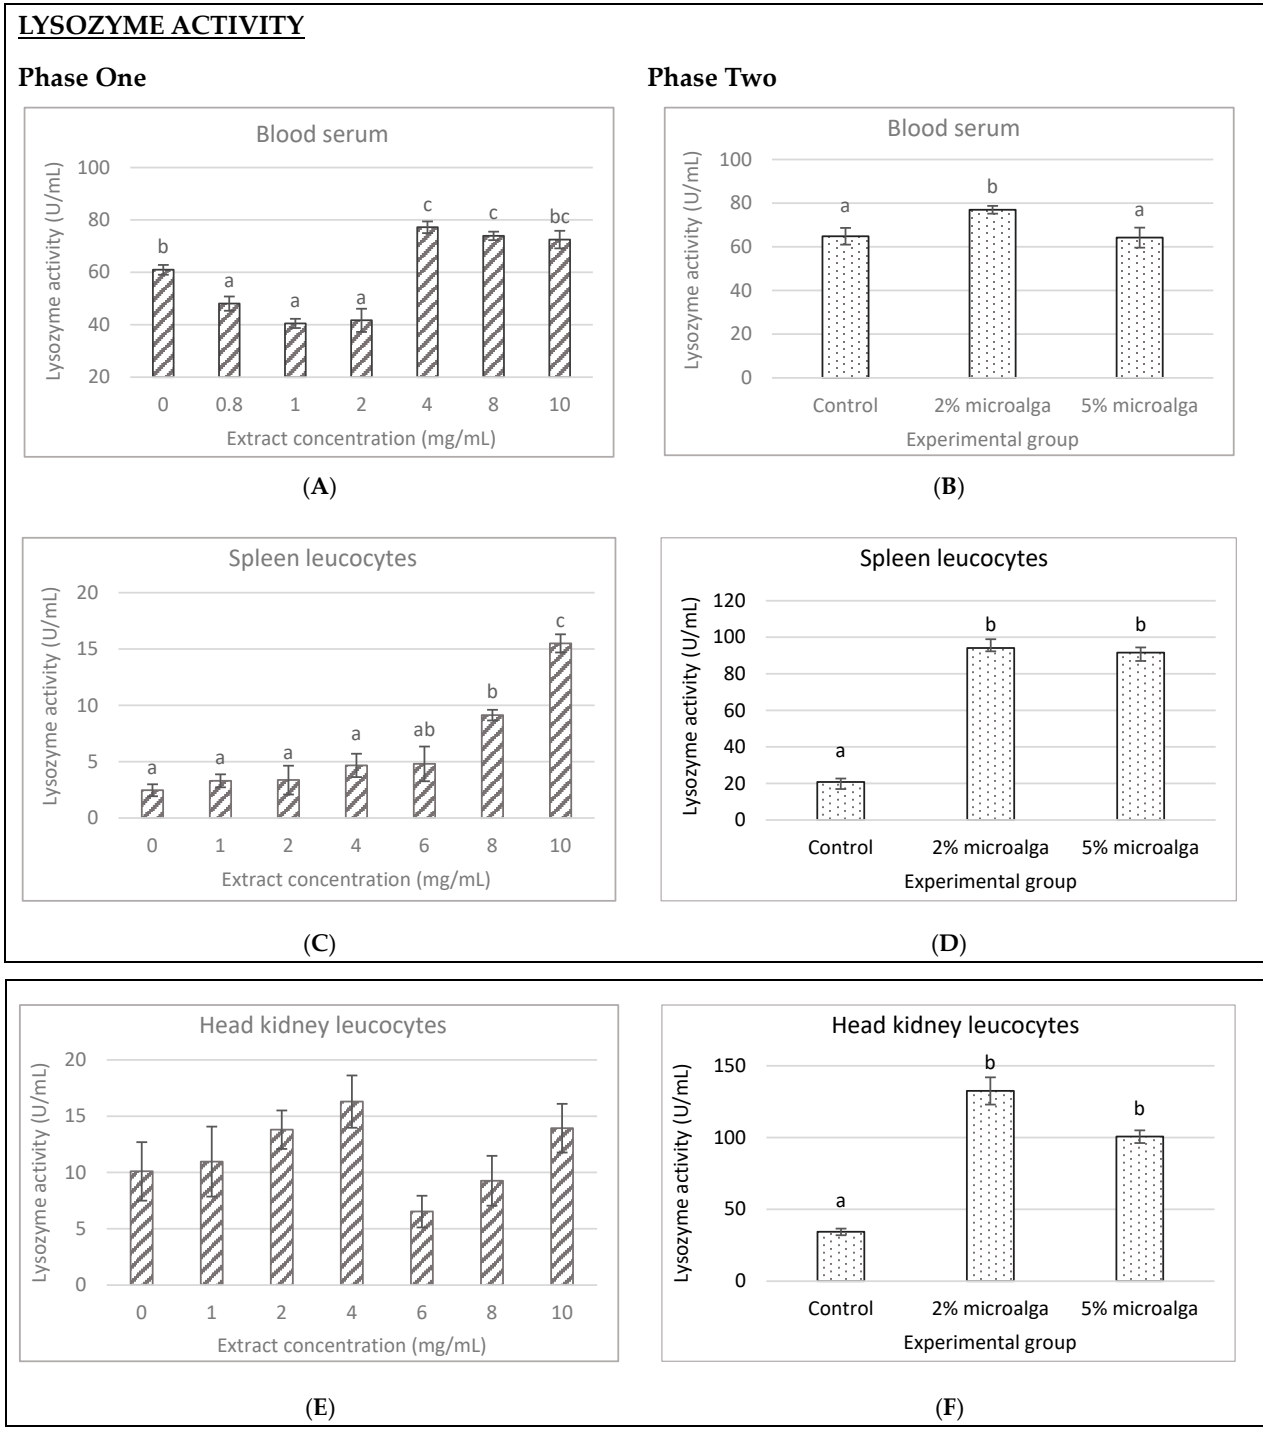 LYSOZYME ACTIVITY
Phase One
Phase Two
Blood serum
Lysozyme activity (U/mL)
100
80
60
40
20
b
a
a
a
c
c
bc
0 0.8 1 2 4 8 10
Extract concentration (mg/mL)
(A)
Blood serum
Lysozyme activity (U/mL)
100
80
60
40
20
0
a
b
a
Control 2% microalga 5% microalga
Experimental group
(B)
Spleen leucocytes
Lysozyme activity (U/mL)
20
15
10
5
0
a
a
a
a
ab
b
c
0 1 2 4 6 8 10
Extract concentration (mg/mL)
(C)
Spleen leucocytes
Lysozyme activity (U/mL)
120
100
80
60
40
20
0
a
b
b
Control 2% microalga 5% microalga
Experimental group
(D)
Head kidney leucocytes
Lysozyme activity (U/mL)
20
15
10
5
0
0 1 2 4 6 8 10
Extract concentration (mg/mL)
(E)
Head kidney leucocytes
Lysozyme activity (U/mL)
150
100
50
0
a
b
b
Control 2% microalga 5% microalga
Experimental group
(F)